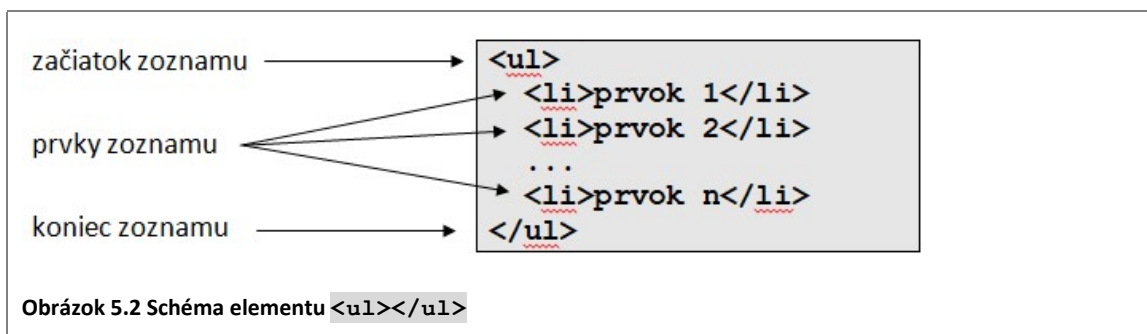 začiatok zoznamu
<ul>
<li>prvok 1</li>
prvky zoznamu
<li>prvok 2</li>
...
<li>prvok n</li>
koniec zoznamu
</ul>
Obrázok 5.2 Schéma elementu <ul></ul>